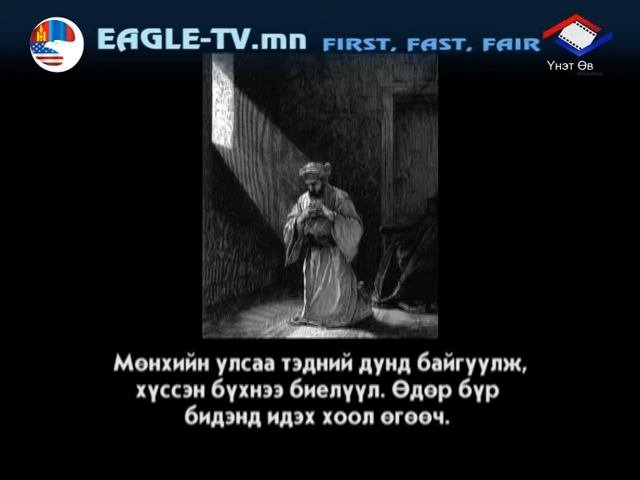 EAGLE-TV.mn FIRST, FAST, FAIR
Үнэт Өв
Мөнхийн улсаа тэдний дунд байгуулж,
хүссэн бүхнээ биелүүл. Өдөр бүр
бидэнд идэх хоол өгөөч.